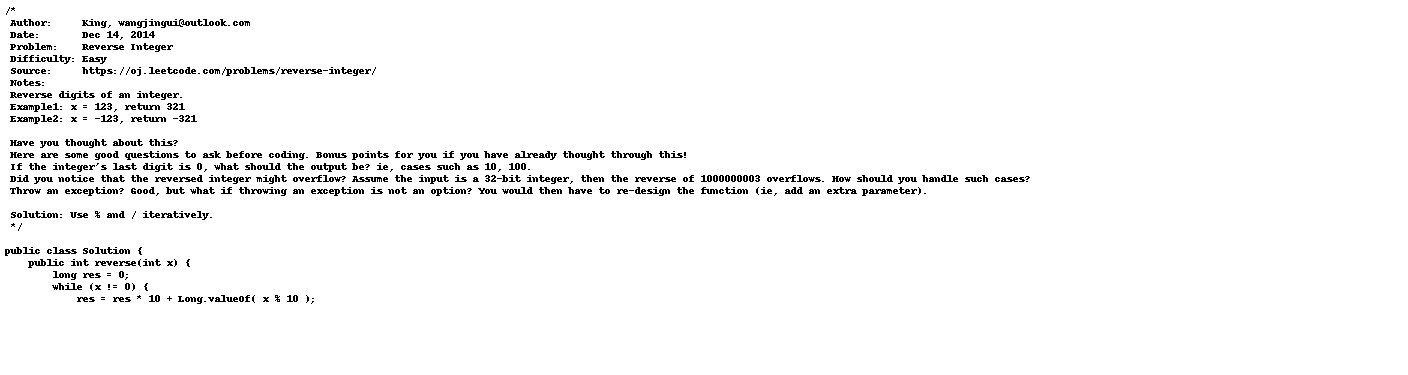 /*
 Author:     King, wangjingui@outlook.com
 Date:       Dec 14, 2014
 Problem:    Reverse Integer
 Difficulty: Easy
 Source:     https://oj.leetcode.com/problems/reverse-integer/
 Notes:
 Reverse digits of an integer.
 Example1: x = 123, return 321
 Example2: x = -123, return -321

 Have you thought about this?
 Here are some good questions to ask before coding. Bonus points for you if you have already thought through this!
 If the integer's last digit is 0, what should the output be? ie, cases such as 10, 100.
 Did you notice that the reversed integer might overflow? Assume the input is a 32-bit integer, then the reverse of 1000000003 overflows. How should you handle such cases?
 Throw an exception? Good, but what if throwing an exception is not an option? You would then have to re-design the function (ie, add an extra parameter).

 Solution: Use % and / iteratively.
 */

public class Solution {
    public int reverse(int x) {
        long res = 0;
        while (x != 0) {
            res = res * 10 + Long.valueOf( x % 10 );